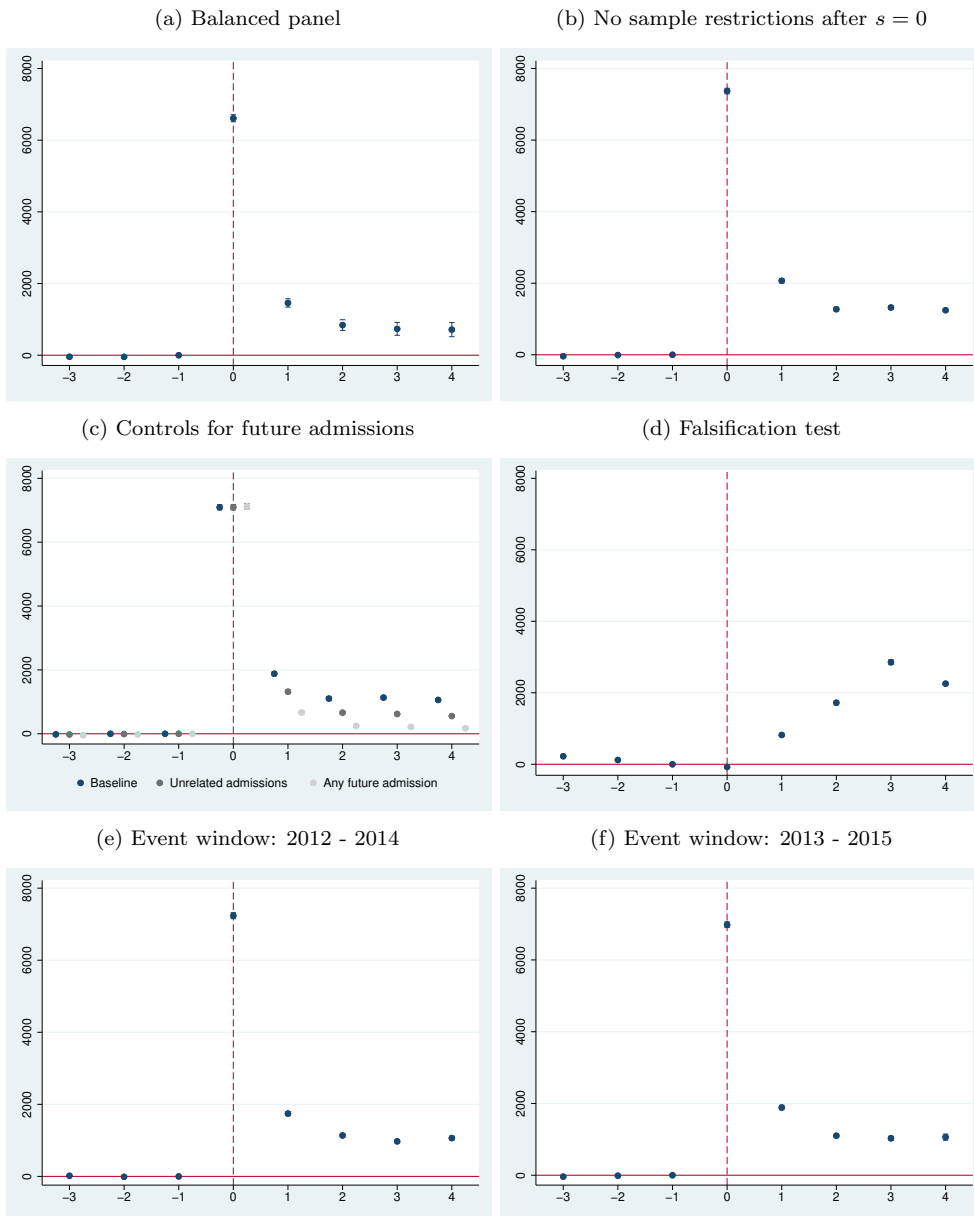 (a) Balanced panel
(b) No sample restrictions after s = 0
8000
6000
4000
2000
0
−3 −2 −1 0 1 2 3 4
8000
6000
4000
2000
0
−3 −2 −1 0 1 2 3 4
(c) Controls for future admissions
(d) Falsification test
8000
6000
4000
2000
0
−3 −2 −1 0 1 2 3 4
Baseline Unrelated admissions Any future admission
8000
6000
4000
2000
0
−3 −2 −1 0 1 2 3 4
(e) Event window: 2012 - 2014
(f) Event window: 2013 - 2015
8000
6000
4000
2000
0
−3 −2 −1 0 1 2 3 4
8000
6000
4000
2000
0
−3 −2 −1 0 1 2 3 4